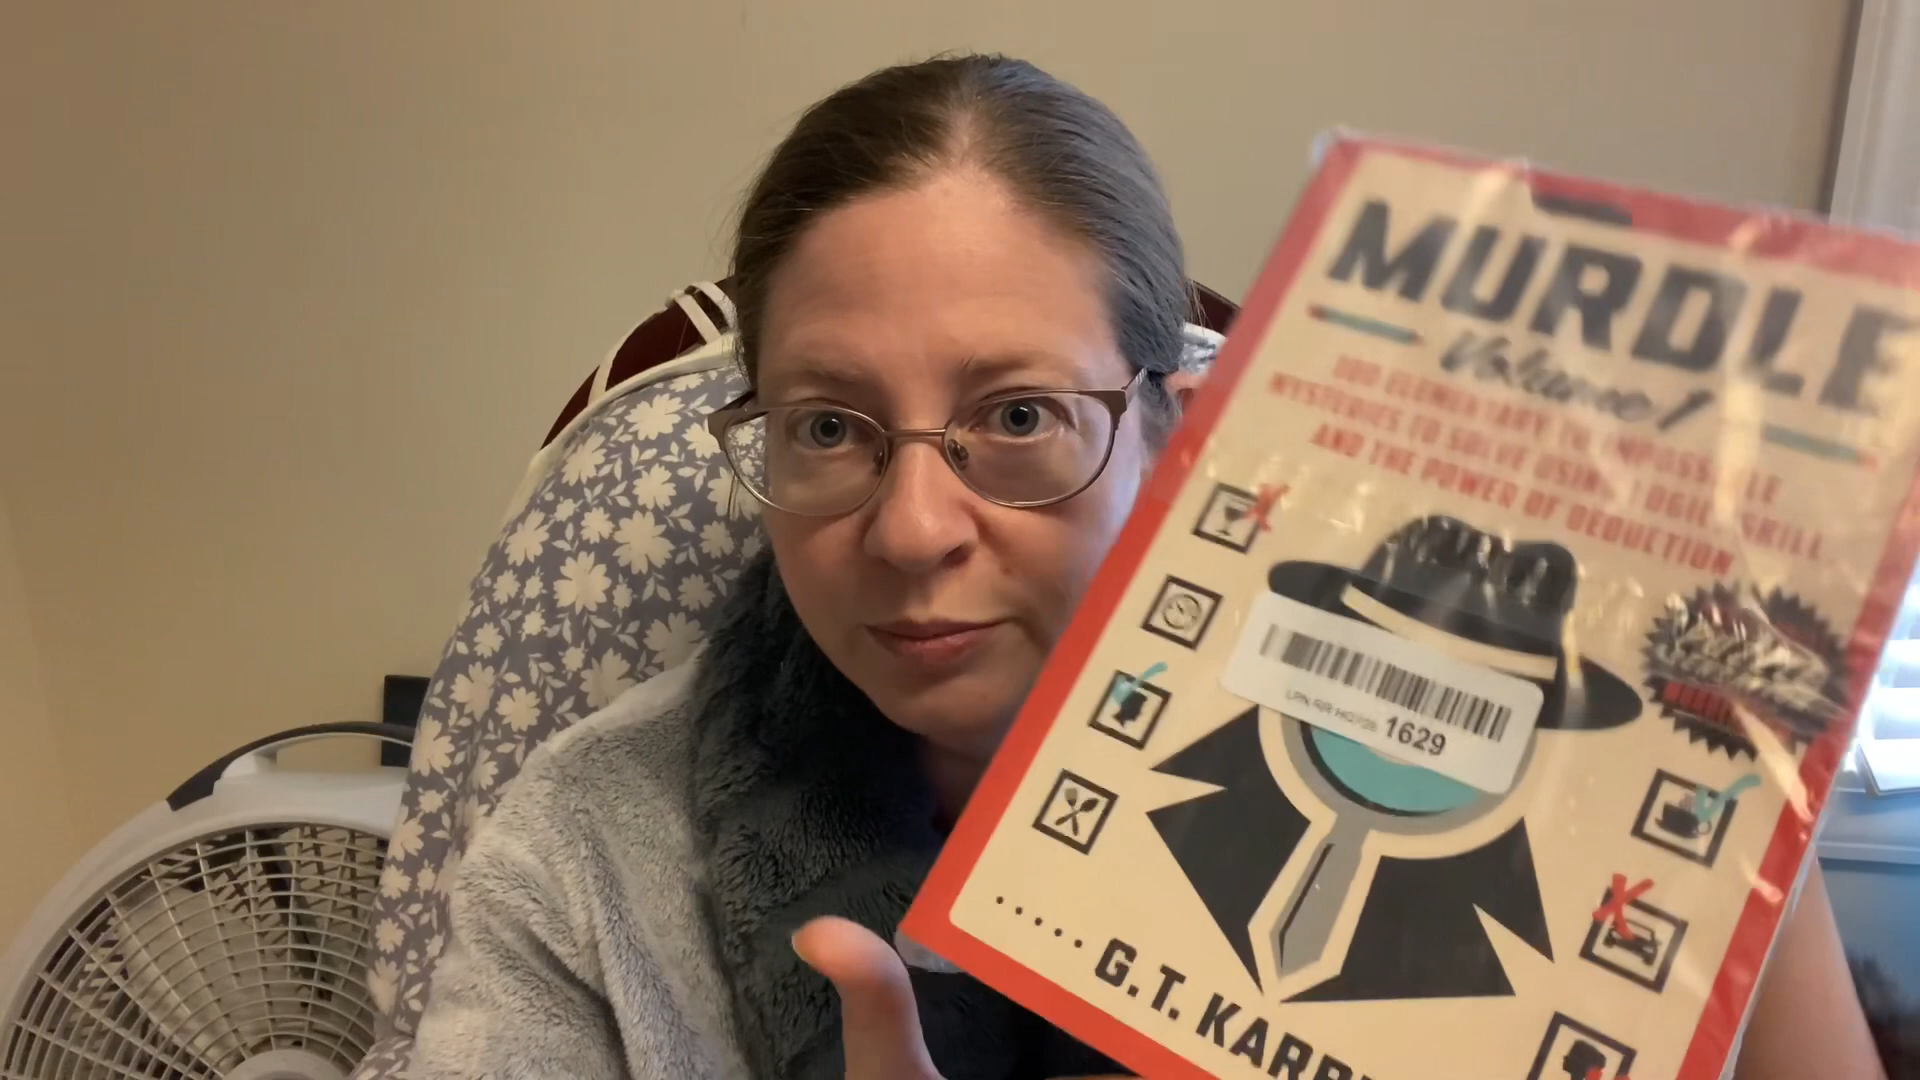 MURDLE
Volume 1
100 ELEMENTARY TO IMPOSSIBLE
MYSTERIES TO SOLVE USING LOGIC, SKILL,
AND THE POWER OF DEDUCTION
1629
G.T. KARB